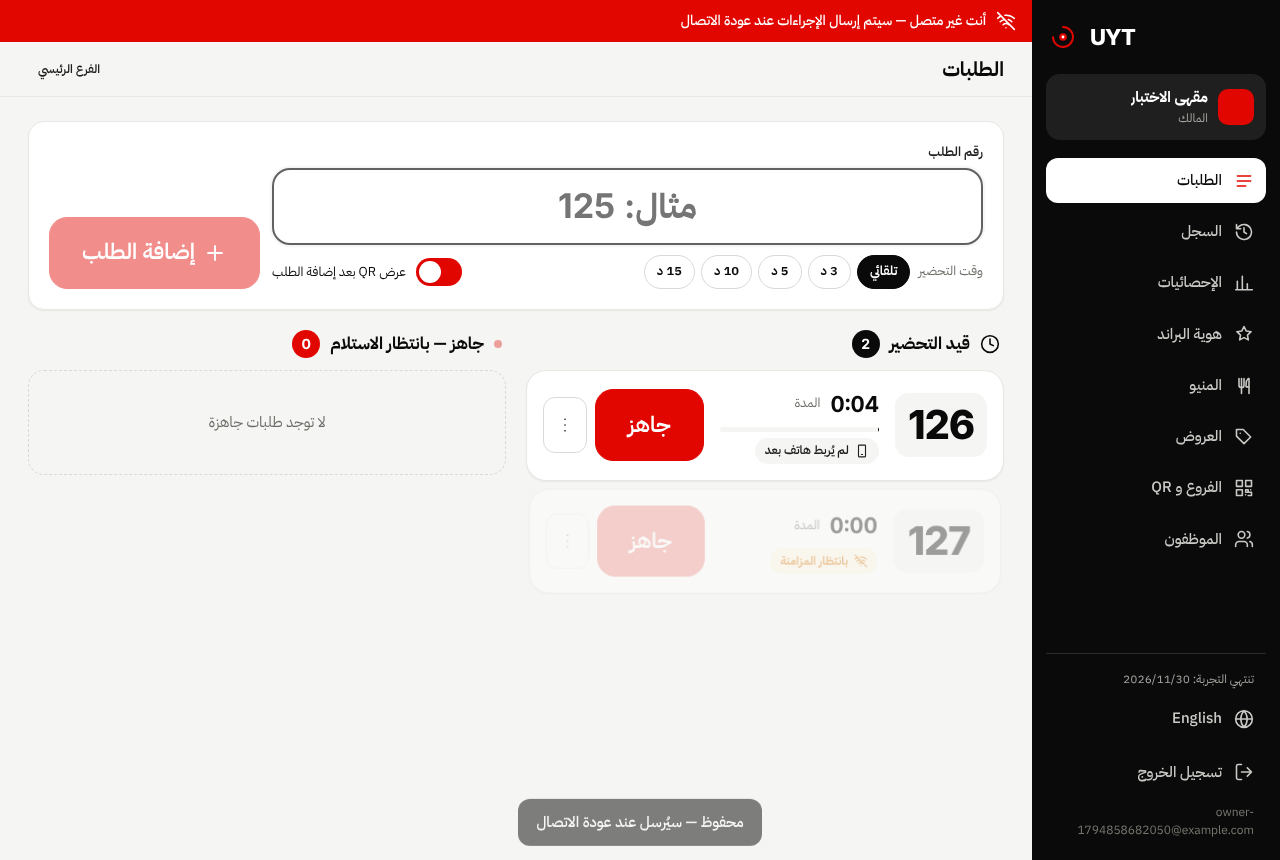 أنت غير متصل — سيتم إرسال الإجراءات عند عودة الاتصال
UYT
مقهى الاختبار
المالك
الطلبات
السجل
الإحصائيات
هوية البراند
المنيو
العروض
الفروع و QR
الموظفون
تنتهي التجربة: 2026/11/30
English
تسجيل الخروج
owner-
1794858682050@example.com
الطلبات
الفرع الرئيسي
رقم الطلب
مثال: 125
إضافة الطلب
وقت التحضير تلقائي 3 د 5 د 10 د 15 د
عرض QR بعد إضافة الطلب
قيد التحضير 2
126
0:04 المدة
لم يُربط هاتف بعد
جاهز
127
0:00 المدة
بانتظار المزامنة
جاهز
جاهز — بانتظار الاستلام 0
لا توجد طلبات جاهزة
محفوظ — سيُرسل عند عودة الاتصال